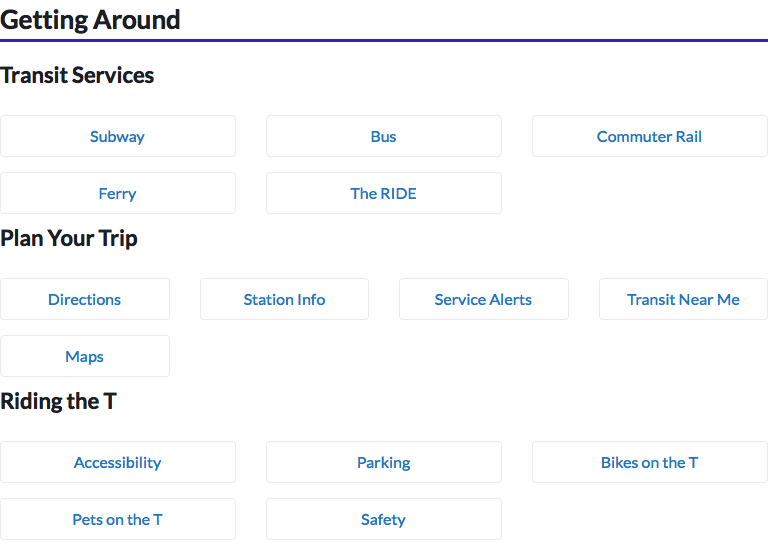 Getting Around
Transit Services
Subway Bus Commuter Rail
Ferry The RIDE
Plan Your Trip
Directions Station Info Service Alerts Transit Near Me
Maps
Riding the T
Accessibility Parking Bikes on the T
Pets on the T Safety